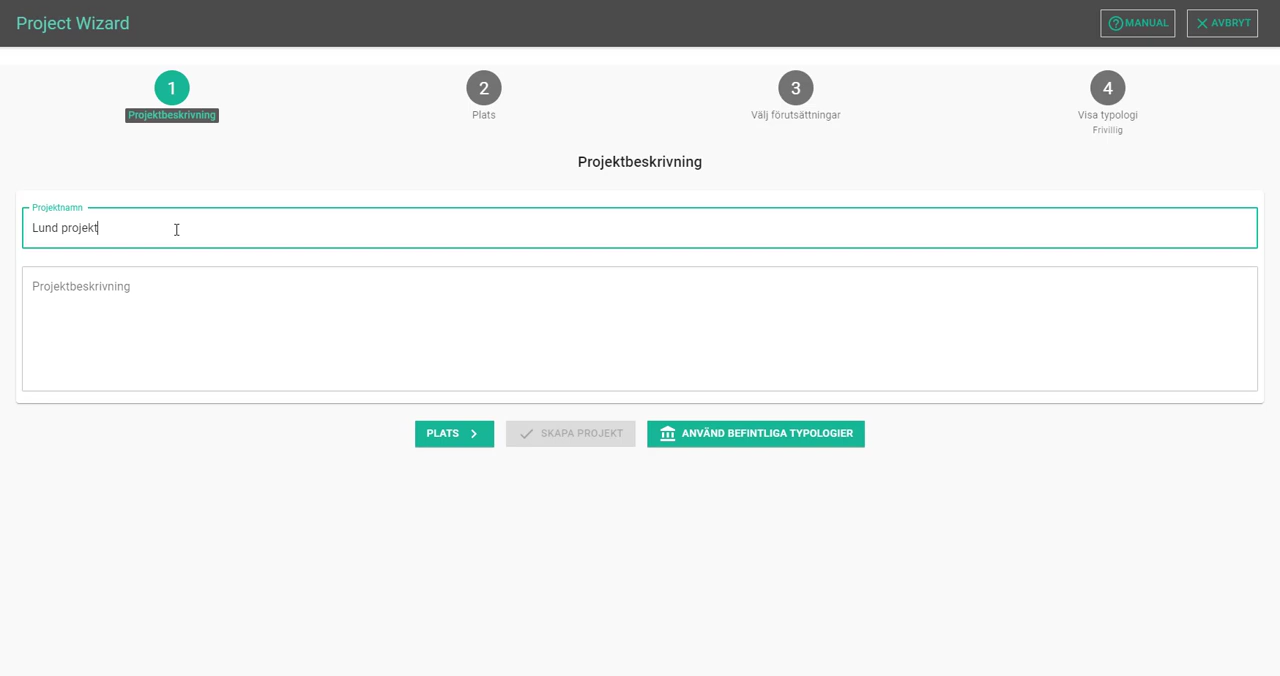 Project Wizard
MANUAL
AVBRYT
1
Projektbeskrivning
2
Plats
3
Välj förutsättningar
4
Visa typologi
Frivillig
Projektbeskrivning
Projektnamn
Lund projekt
Projektbeskrivning
PLATS
SKAPA PROJEKT
ANVÄND BEFINTLIGA TYPOLOGIER